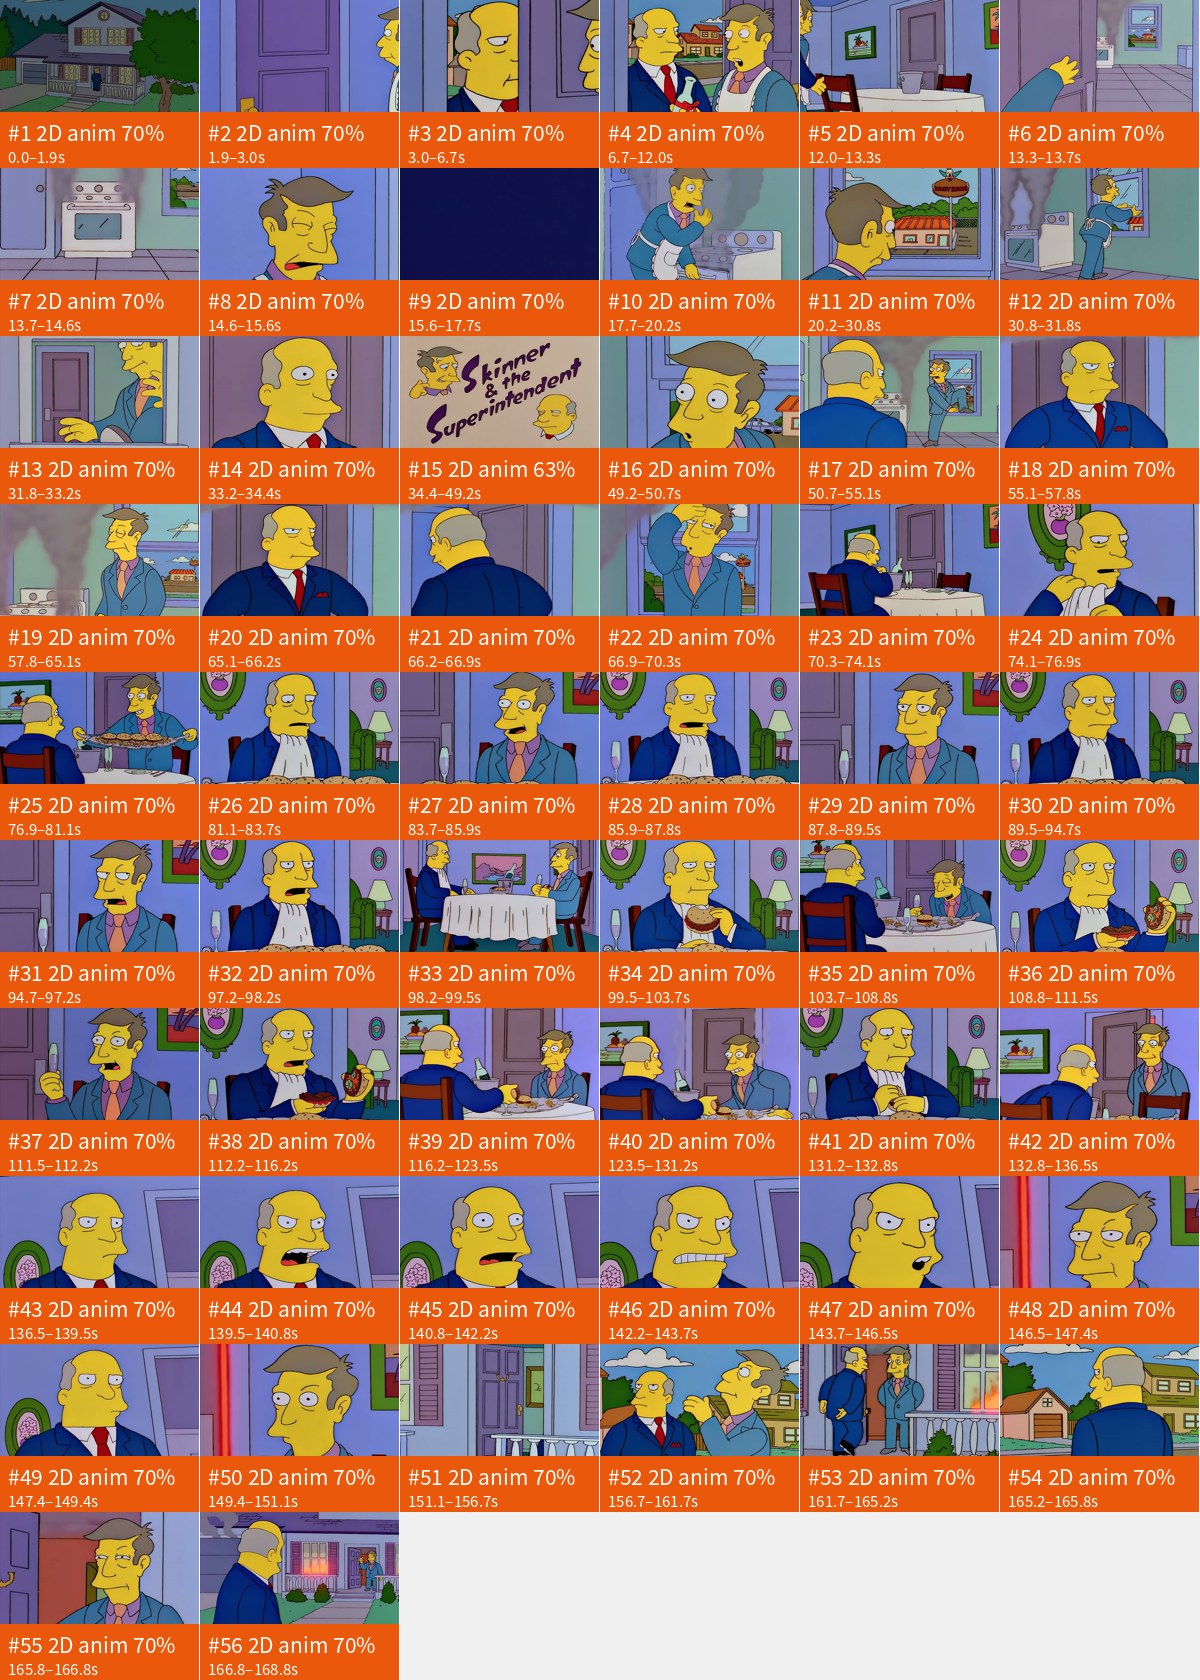 #1 2D anim 70%
0.0–1.9s
#2 2D anim 70%
1.9–3.0s
#3 2D anim 70%
3.0–6.7s
#4 2D anim 70%
6.7–12.0s
#5 2D anim 70%
12.0–13.3s
#6 2D anim 70%
13.3–13.7s
#7 2D anim 70%
13.7–14.6s
#8 2D anim 70%
14.6–15.6s
#9 2D anim 70%
15.6–17.7s
#10 2D anim 70%
17.7–20.2s
#11 2D anim 70%
20.2–30.8s
#12 2D anim 70%
30.8–31.8s
#13 2D anim 70%
31.8–33.2s
#14 2D anim 70%
33.2–34.4s
Skinner
& the
Superintendent
#15 2D anim 63%
34.4–49.2s
#16 2D anim 70%
49.2–50.7s
#17 2D anim 70%
50.7–55.1s
#18 2D anim 70%
55.1–57.8s
#19 2D anim 70%
57.8–65.1s
#20 2D anim 70%
65.1–66.2s
#21 2D anim 70%
66.2–66.9s
#22 2D anim 70%
66.9–70.3s
#23 2D anim 70%
70.3–74.1s
#24 2D anim 70%
74.1–76.9s
#25 2D anim 70%
76.9–81.1s
#26 2D anim 70%
81.1–83.7s
#27 2D anim 70%
83.7–85.9s
#28 2D anim 70%
85.9–87.8s
#29 2D anim 70%
87.8–89.5s
#30 2D anim 70%
89.5–94.7s
#31 2D anim 70%
94.7–97.2s
#32 2D anim 70%
97.2–98.2s
#33 2D anim 70%
98.2–99.5s
#34 2D anim 70%
99.5–103.7s
#35 2D anim 70%
103.7–108.8s
#36 2D anim 70%
108.8–111.5s
#37 2D anim 70%
111.5–112.2s
#38 2D anim 70%
112.2–116.2s
#39 2D anim 70%
116.2–123.5s
#40 2D anim 70%
123.5–131.2s
#41 2D anim 70%
131.2–132.8s
#42 2D anim 70%
132.8–136.5s
#43 2D anim 70%
136.5–139.5s
#44 2D anim 70%
139.5–140.8s
#45 2D anim 70%
140.8–142.2s
#46 2D anim 70%
142.2–143.7s
#47 2D anim 70%
143.7–146.5s
#48 2D anim 70%
146.5–147.4s
#49 2D anim 70%
147.4–149.4s
#50 2D anim 70%
149.4–151.1s
#51 2D anim 70%
151.1–156.7s
#52 2D anim 70%
156.7–161.7s
#53 2D anim 70%
161.7–165.2s
#54 2D anim 70%
165.2–165.8s
#55 2D anim 70%
165.8–166.8s
#56 2D anim 70%
166.8–168.8s